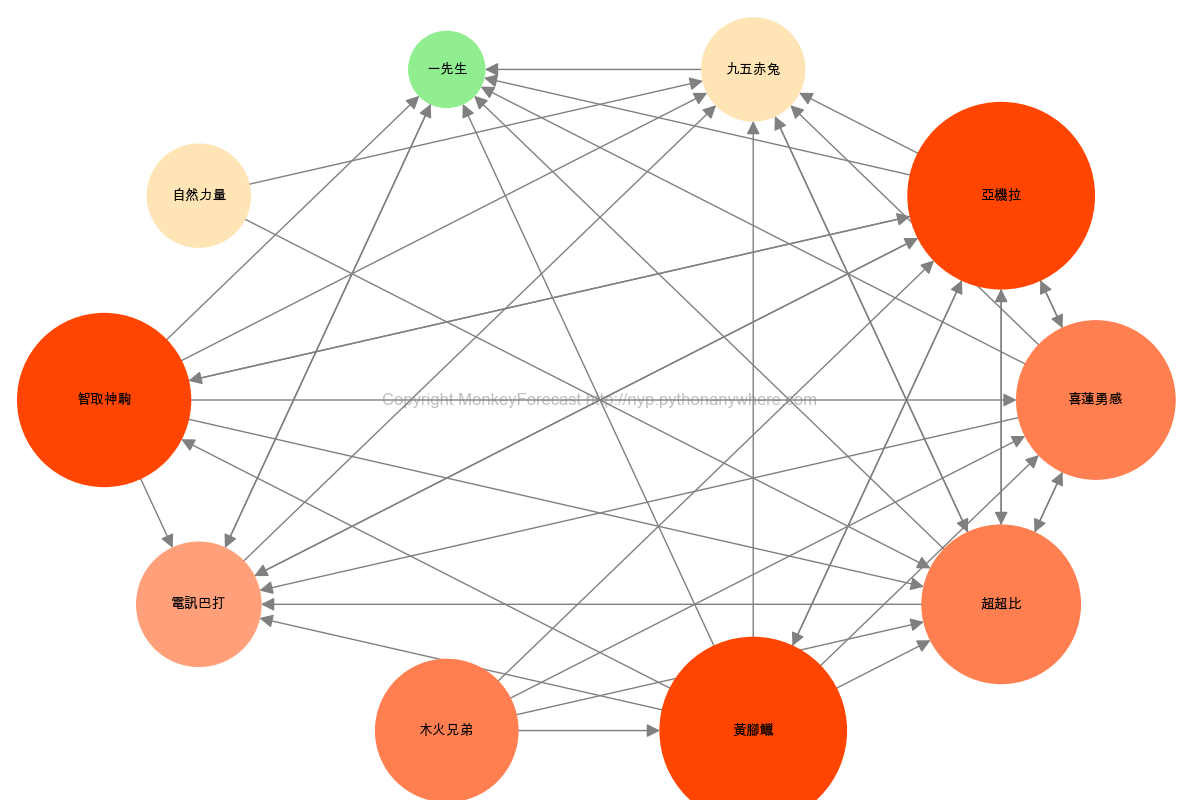 一先生
九五赤兔
自然力量
亞機拉
智取神駒
Copyright MonkeyForecast http://nyp.pythonanywhere.com
喜蓮勇感
電訊巴打
超超比
木火兄弟
黃腳鱲